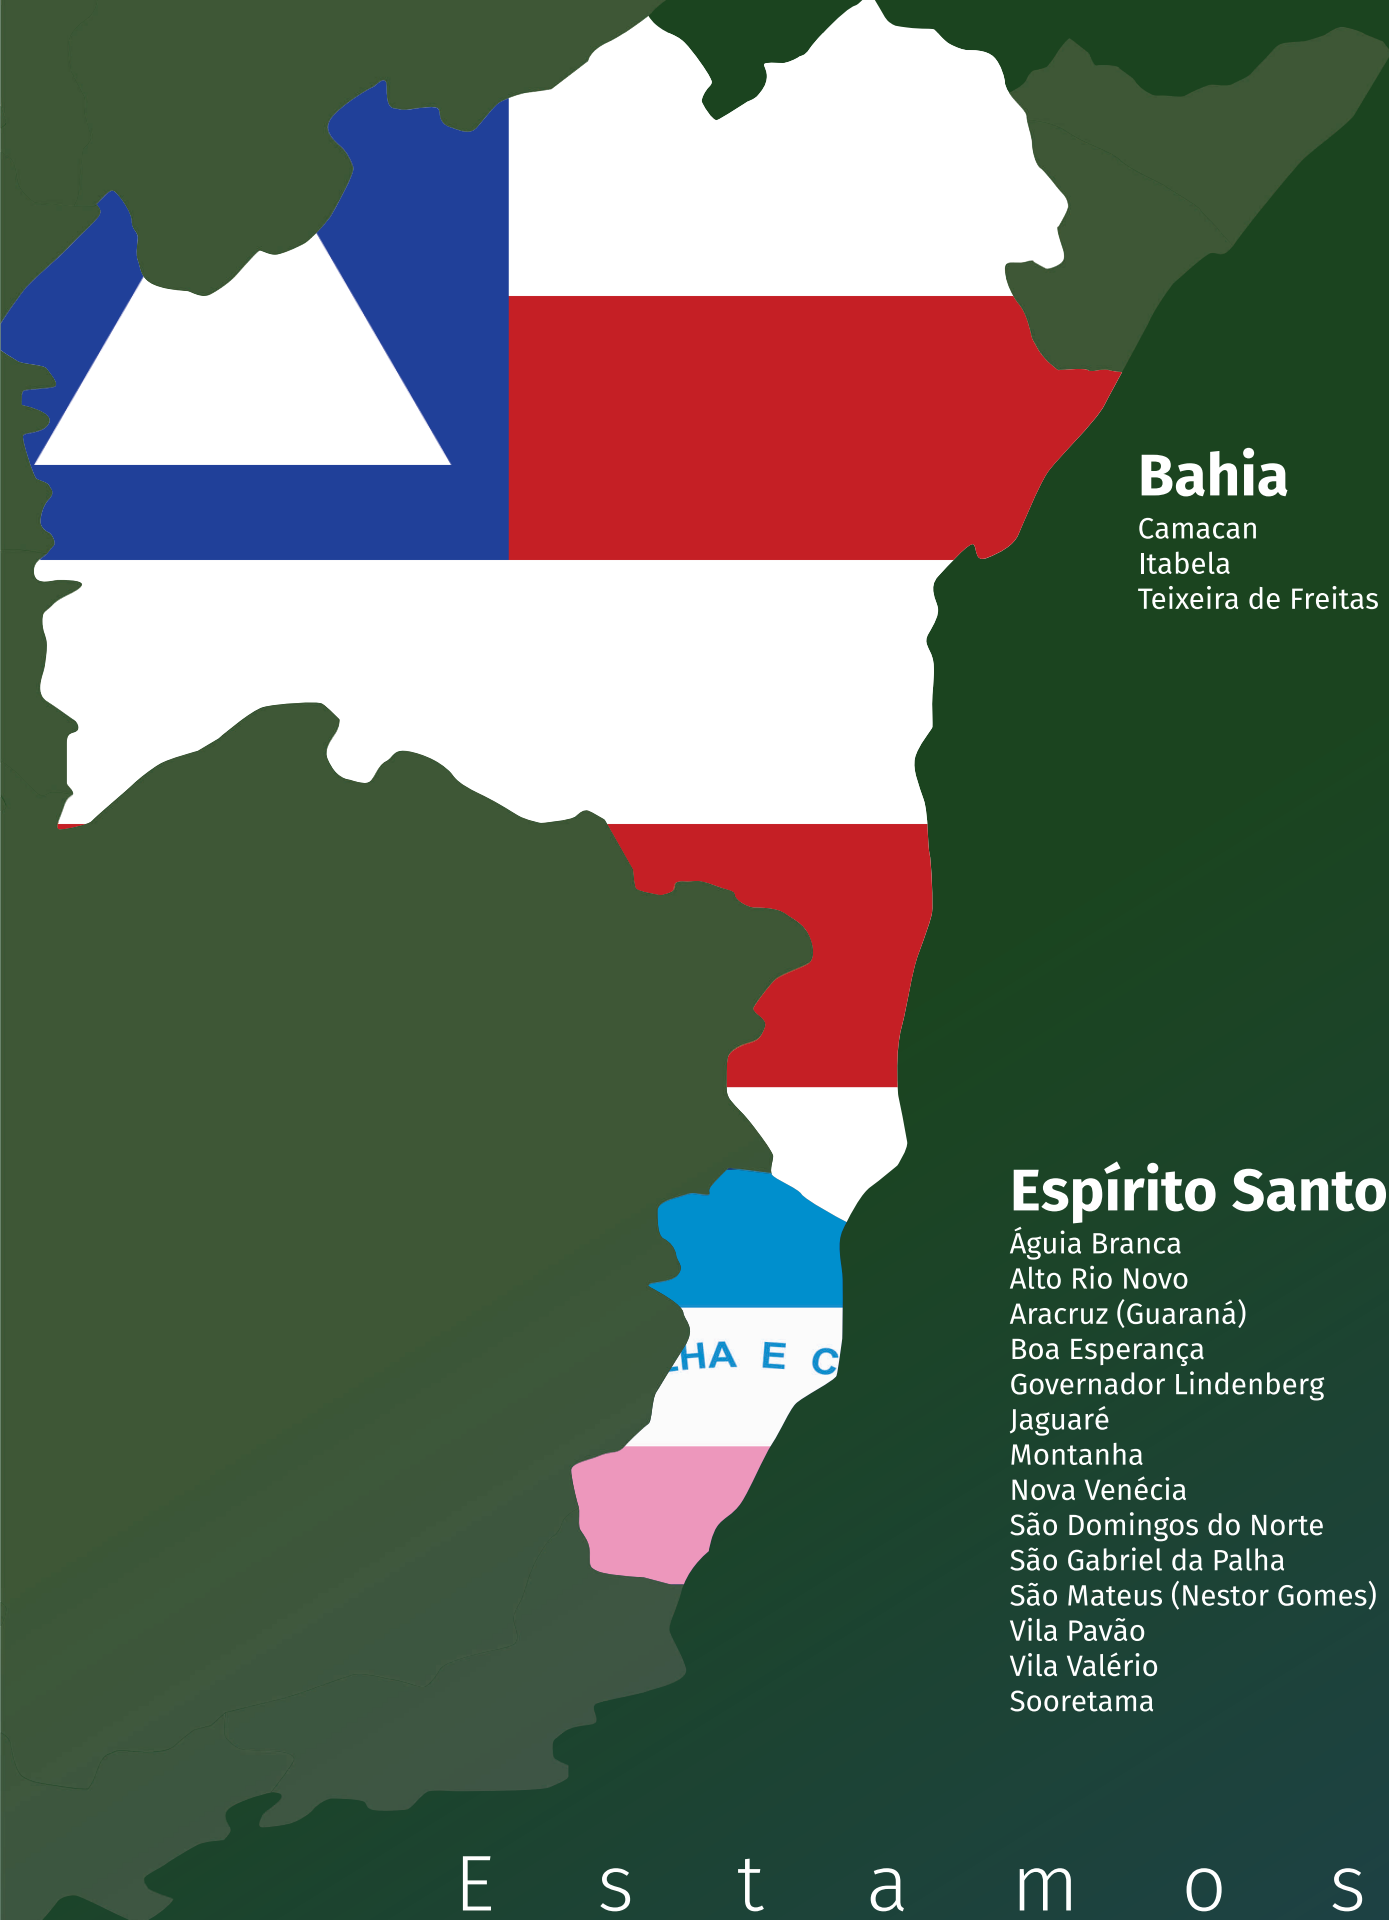 Bahia
Camacan
Itabela
Teixeira de Freitas
Espírito Santo
Águia Branca
Alto Rio Novo
Aracruz (Guaraná)
Boa Esperança
LHA E C
Governador Lindenberg
Jaguaré
Montanha
Nova Venécia
São Domingos do Norte
São Gabriel da Palha
São Mateus (Nestor Gomes)
Vila Pavão
Vila Valério
Sooretama
Estamos